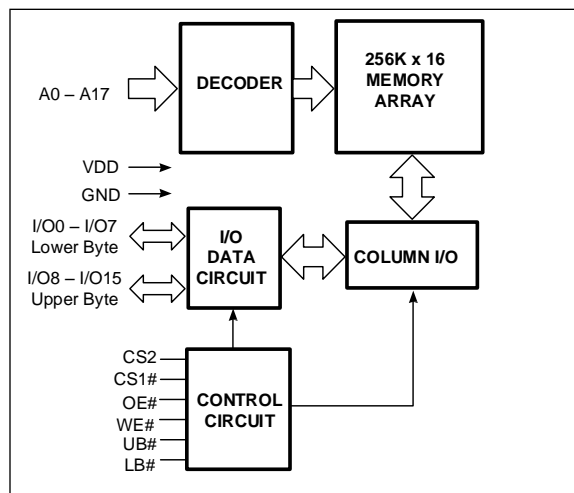 A0 – A17
DECODER
256K x 16
MEMORY
ARRAY
VDD
GND
I/O0 – I/O7
Lower Byte
I/O8 – I/O15
Upper Byte
I/O
DATA
CIRCUIT
COLUMN I/O
CS2
CS1#
OE#
WE#
UB#
LB#
CONTROL
CIRCUIT